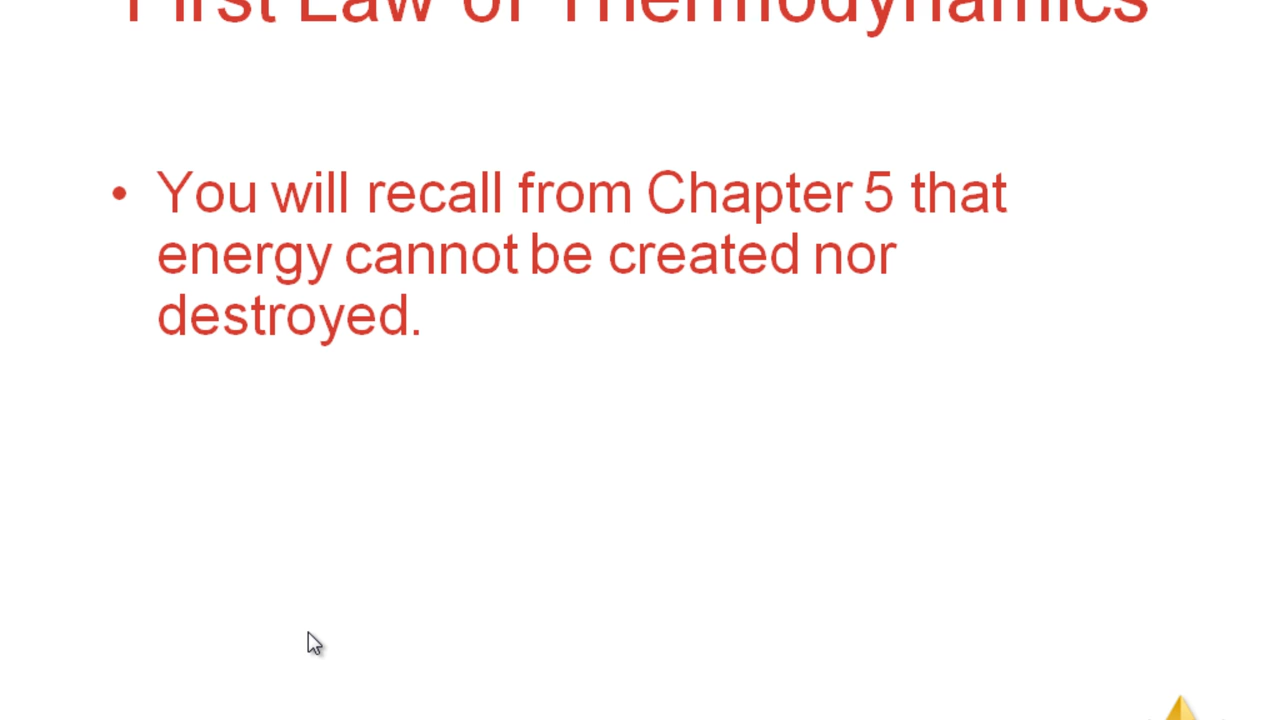 First Law of Thermodynamics
• You will recall from Chapter 5 that
energy cannot be created nor
destroyed.